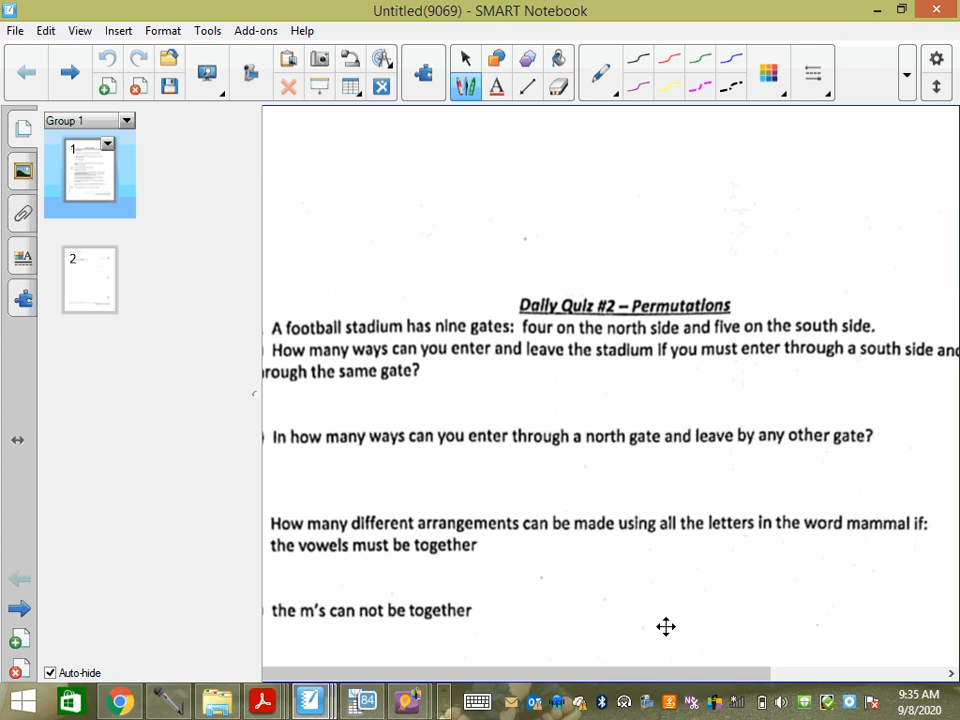 Untitled(9069) - SMART Notebook
File Edit View Insert Format Tools Add-ons Help
Group 1
1
2
Daily Quiz #2 – Permutations
A football stadium has nine gates: four on the north side and five on the south side.
How many ways can you enter and leave the stadium if you must enter through a south side and
rough the same gate?
In how many ways can you enter through a north gate and leave by any other gate?
How many different arrangements can be made using all the letters in the word mammal if:
the vowels must be together
the m's can not be together
Auto-hide
84
9:35 AM
9/8/2020